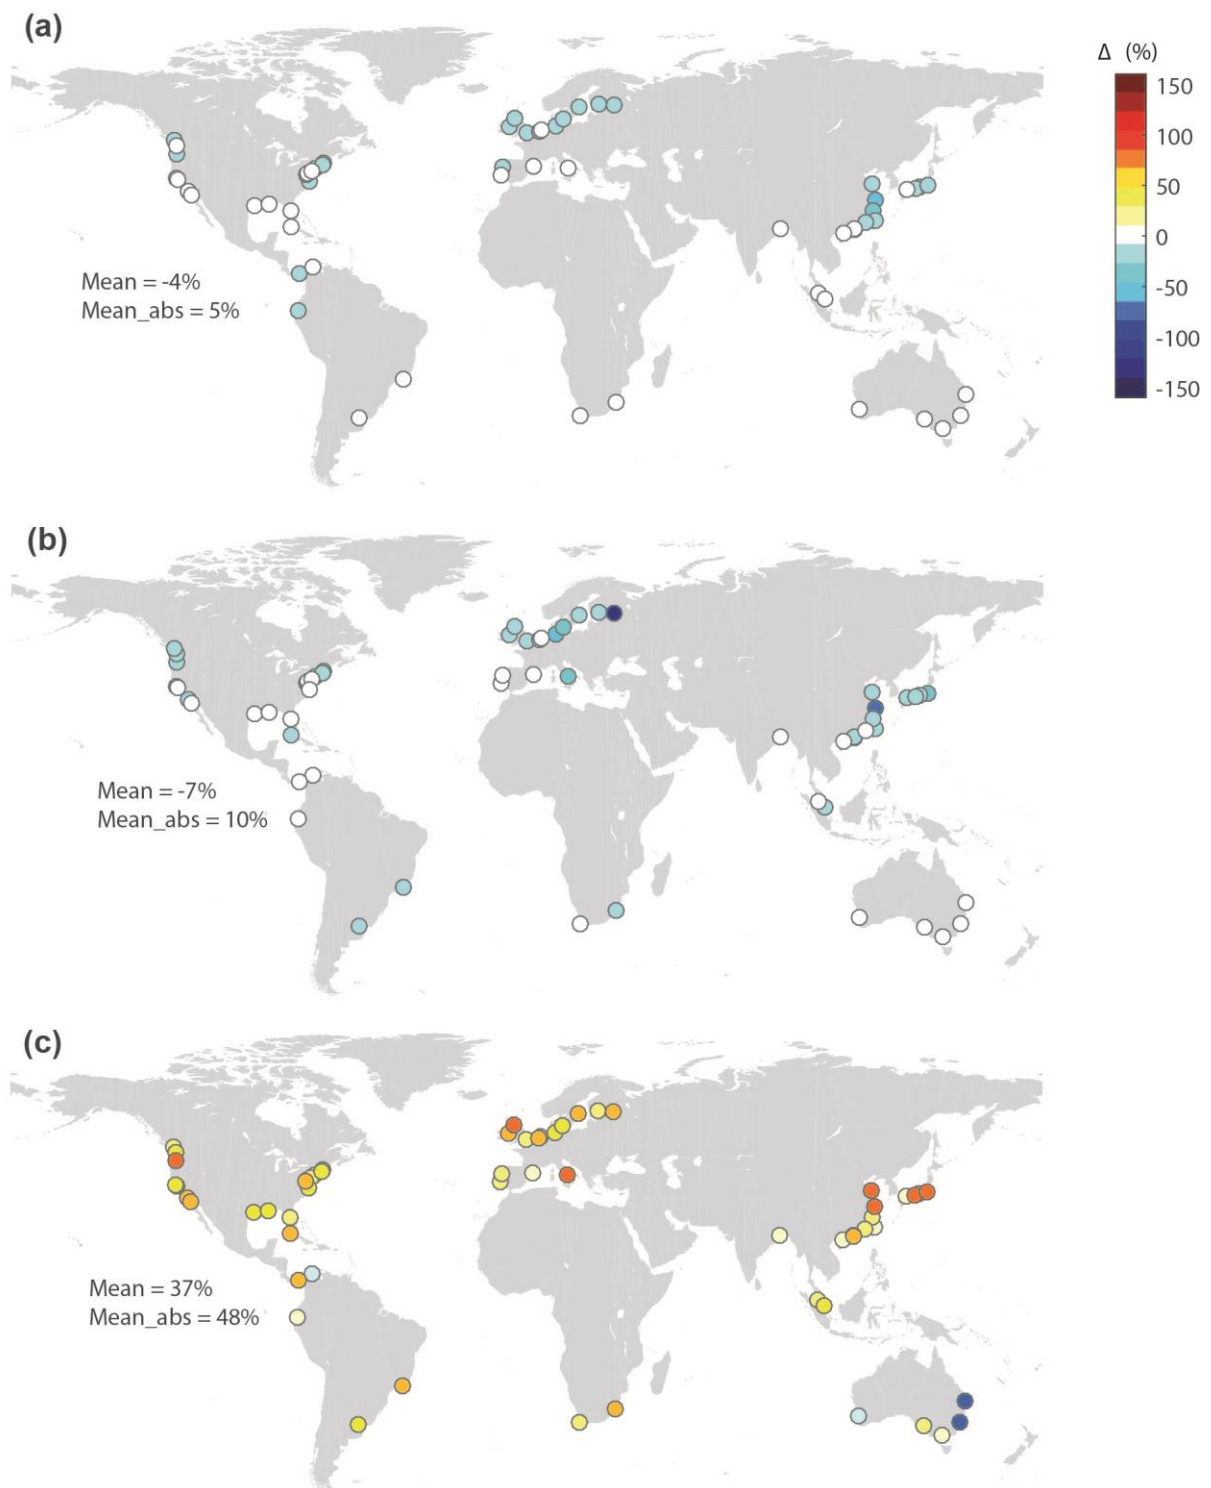 (a)
Δ (%)
150
100
50
0
-50
-100
-150
Mean = -4%
Mean_abs = 5%
(b)
Mean = -7%
Mean_abs = 10%
(c)
Mean = 37%
Mean_abs = 48%